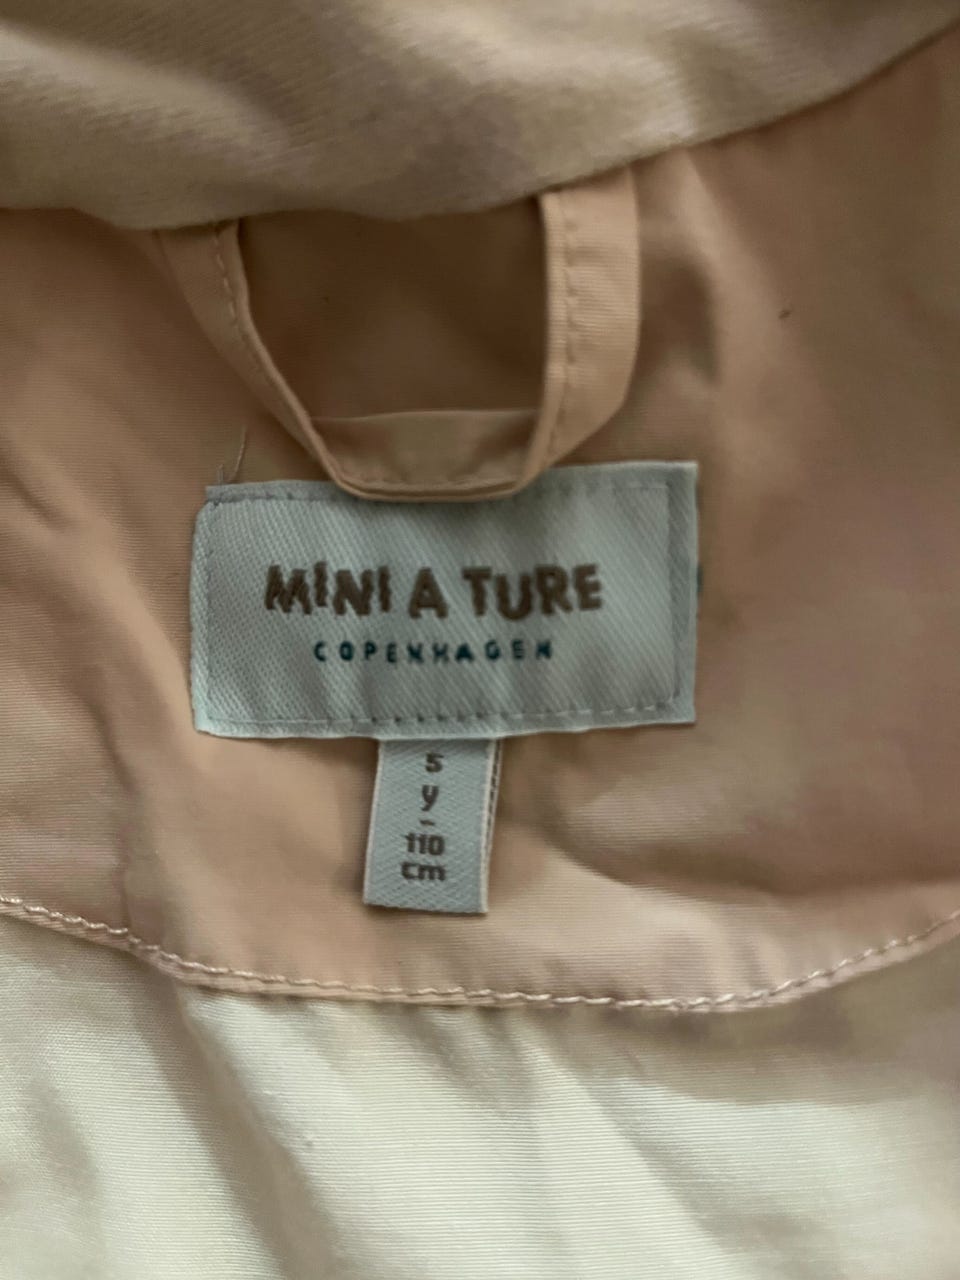 MINI A TURE
COPENHAGEN
5
y
-
110
cm